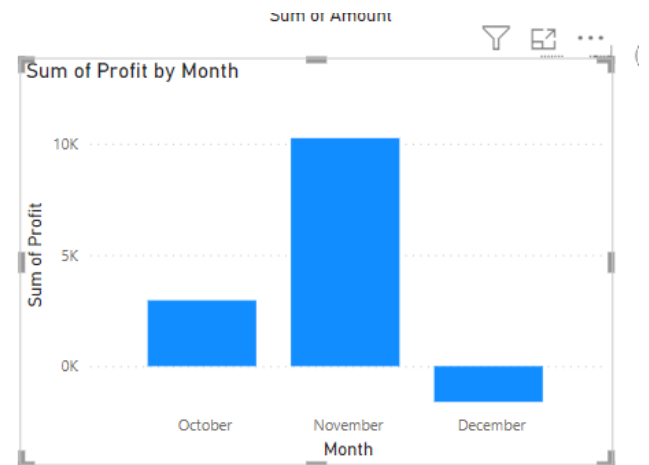 Sum of Amount
Sum of Profit by Month
10K
5K
0K
Sum of Profit
October November December
Month